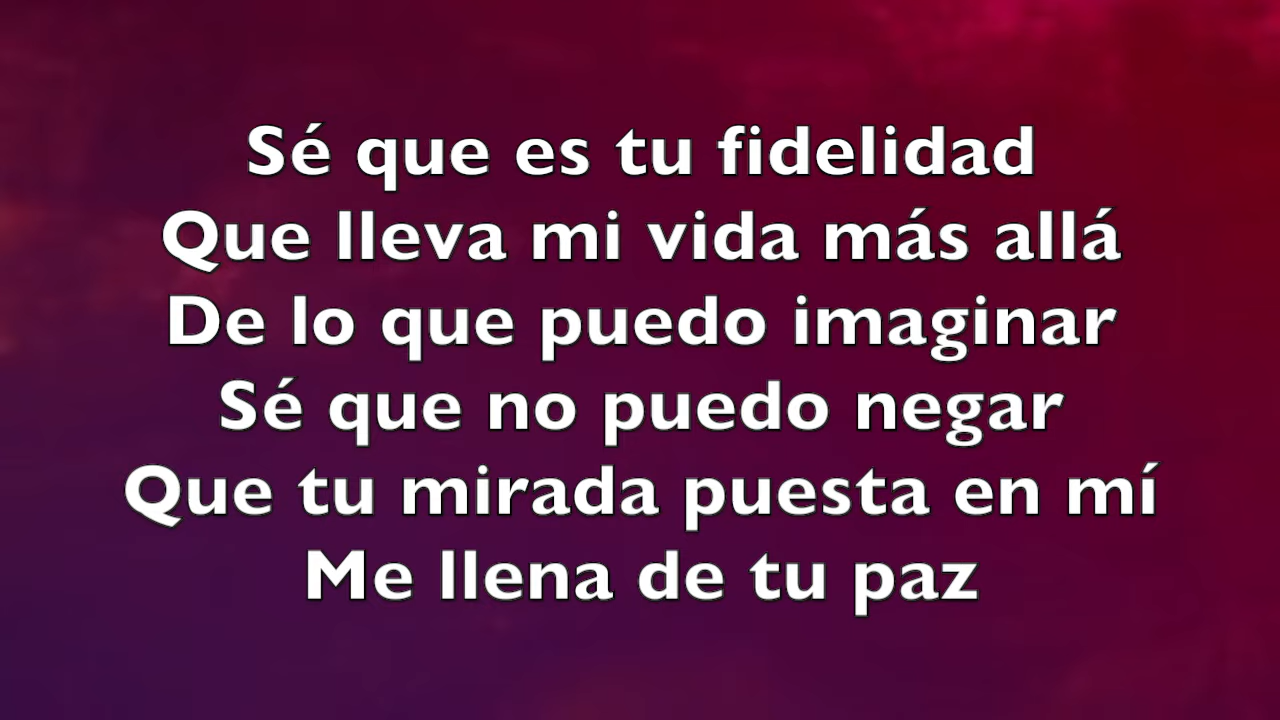 Sé que es tu fidelidad
Que lleva mi vida más allá
De lo que puedo imaginar
Sé que no puedo negar
Que tu mirada puesta en mí
Me llena de tu paz